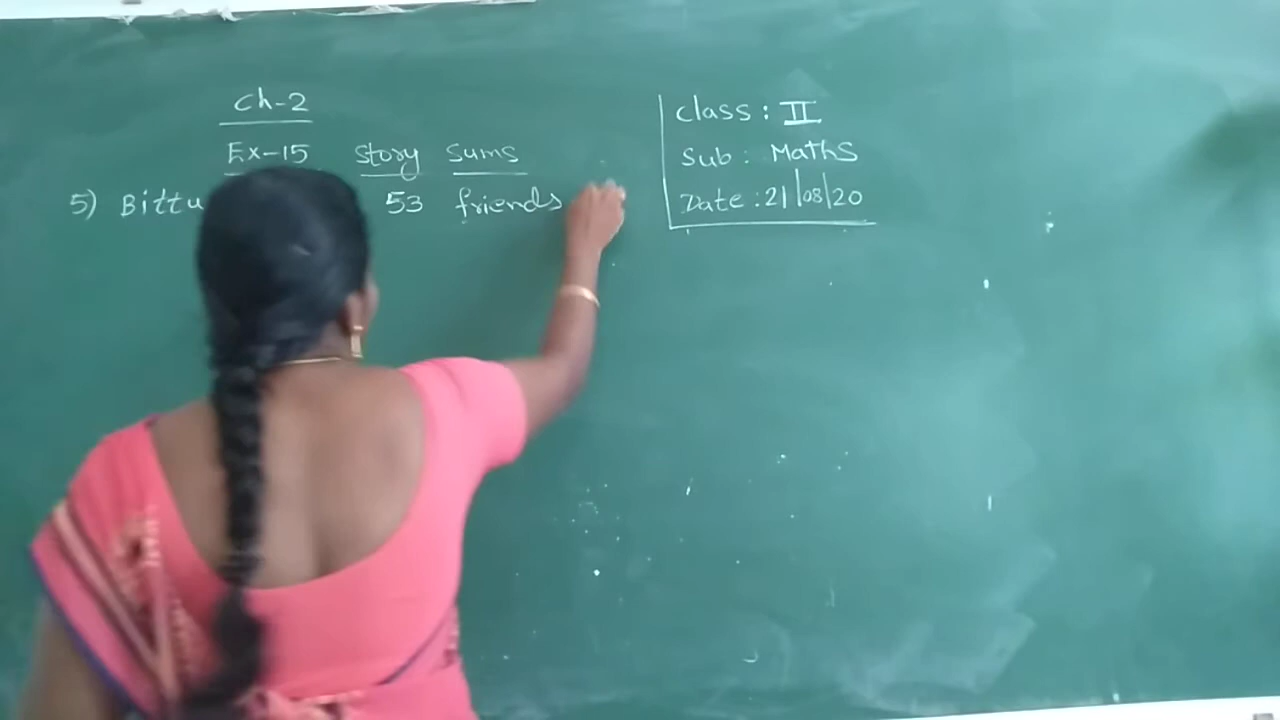 Ch-2
Ex-15 Story Sums
5) Bittu 53 friends
Class: II
Sub: Maths
Date: 21/08/20